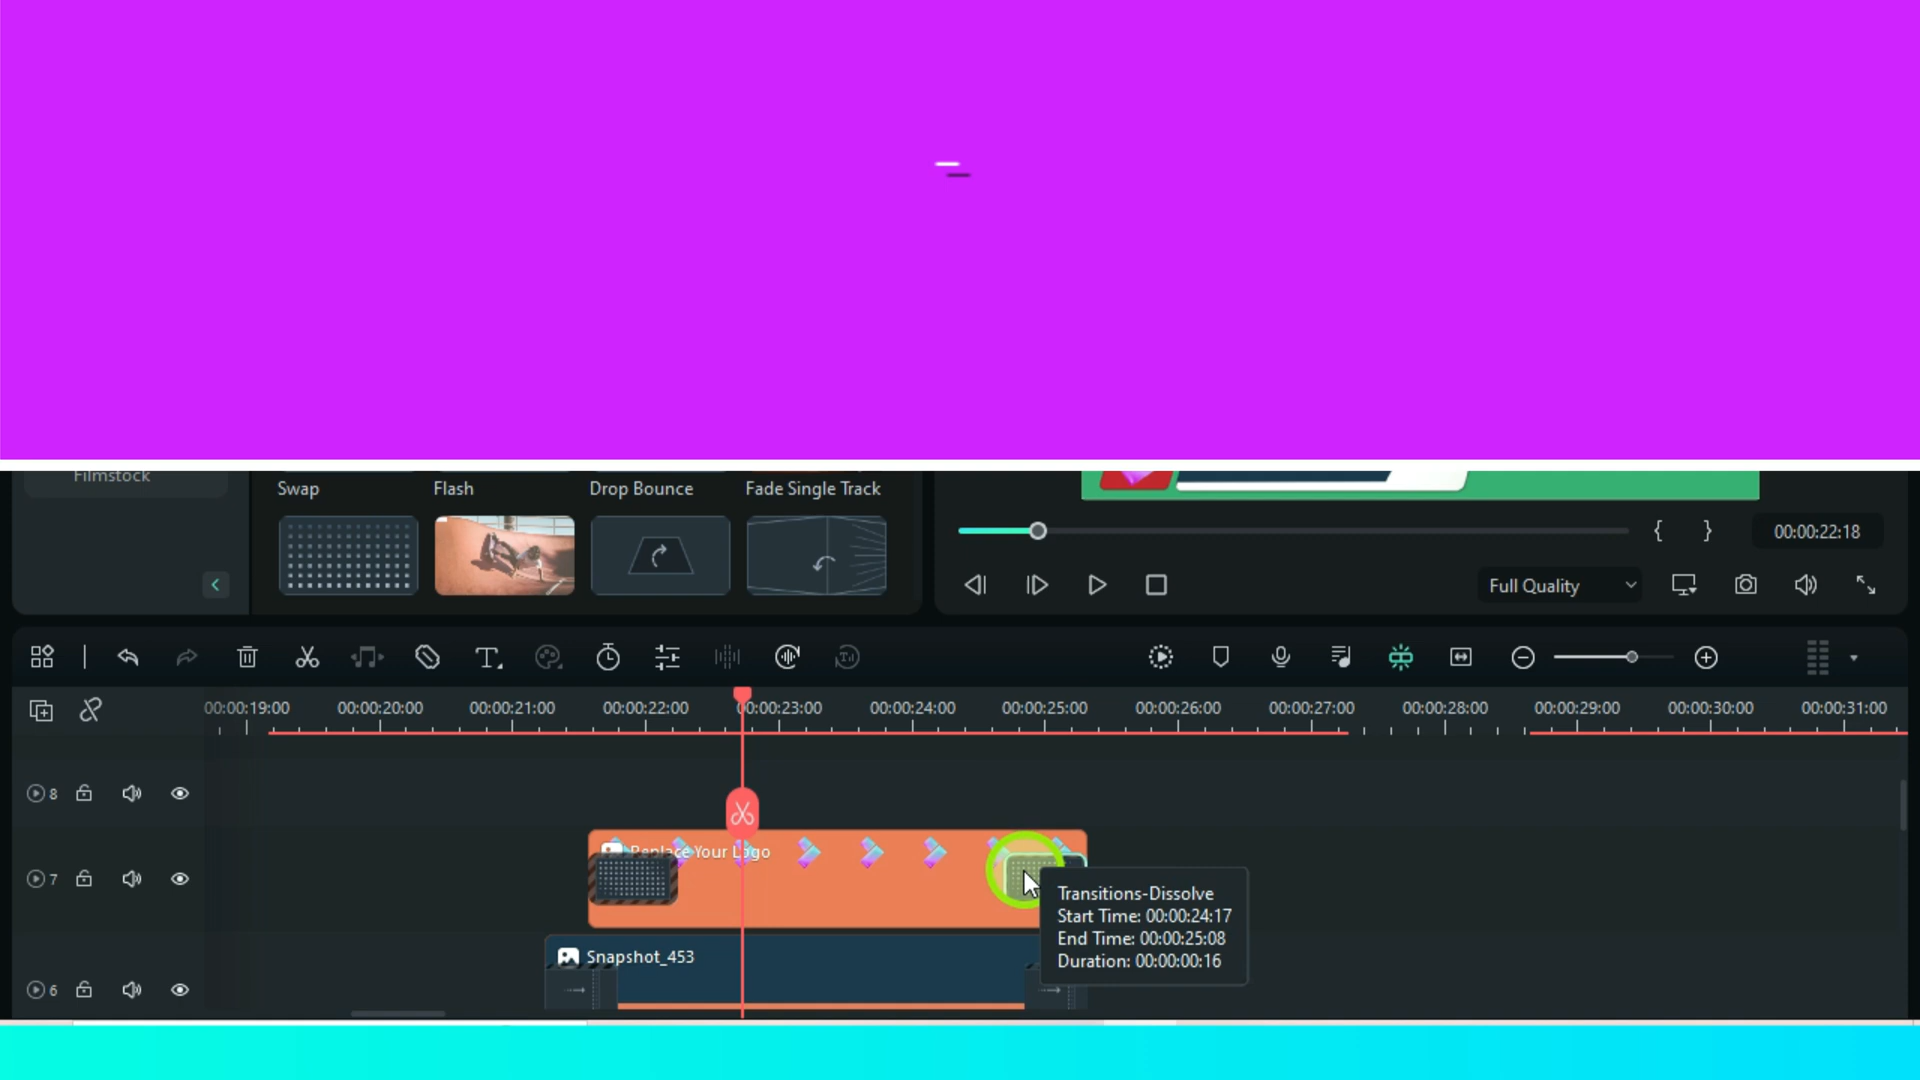 Filmstock
Swap
Flash
Drop Bounce
Fade Single Track
{ }
00:00:22:18
Full Quality
00:00:19:00
00:00:20:00
00:00:21:00
00:00:22:00
00:00:23:00
00:00:24:00
00:00:25:00
00:00:26:00
00:00:27:00
00:00:28:00
00:00:29:00
00:00:30:00
00:00:31:00
8
Replace Your Logo
7
Transitions-Dissolve
Start Time: 00:00:24:17
End Time: 00:00:25:08
Duration: 00:00:00:16
Snapshot_453
6